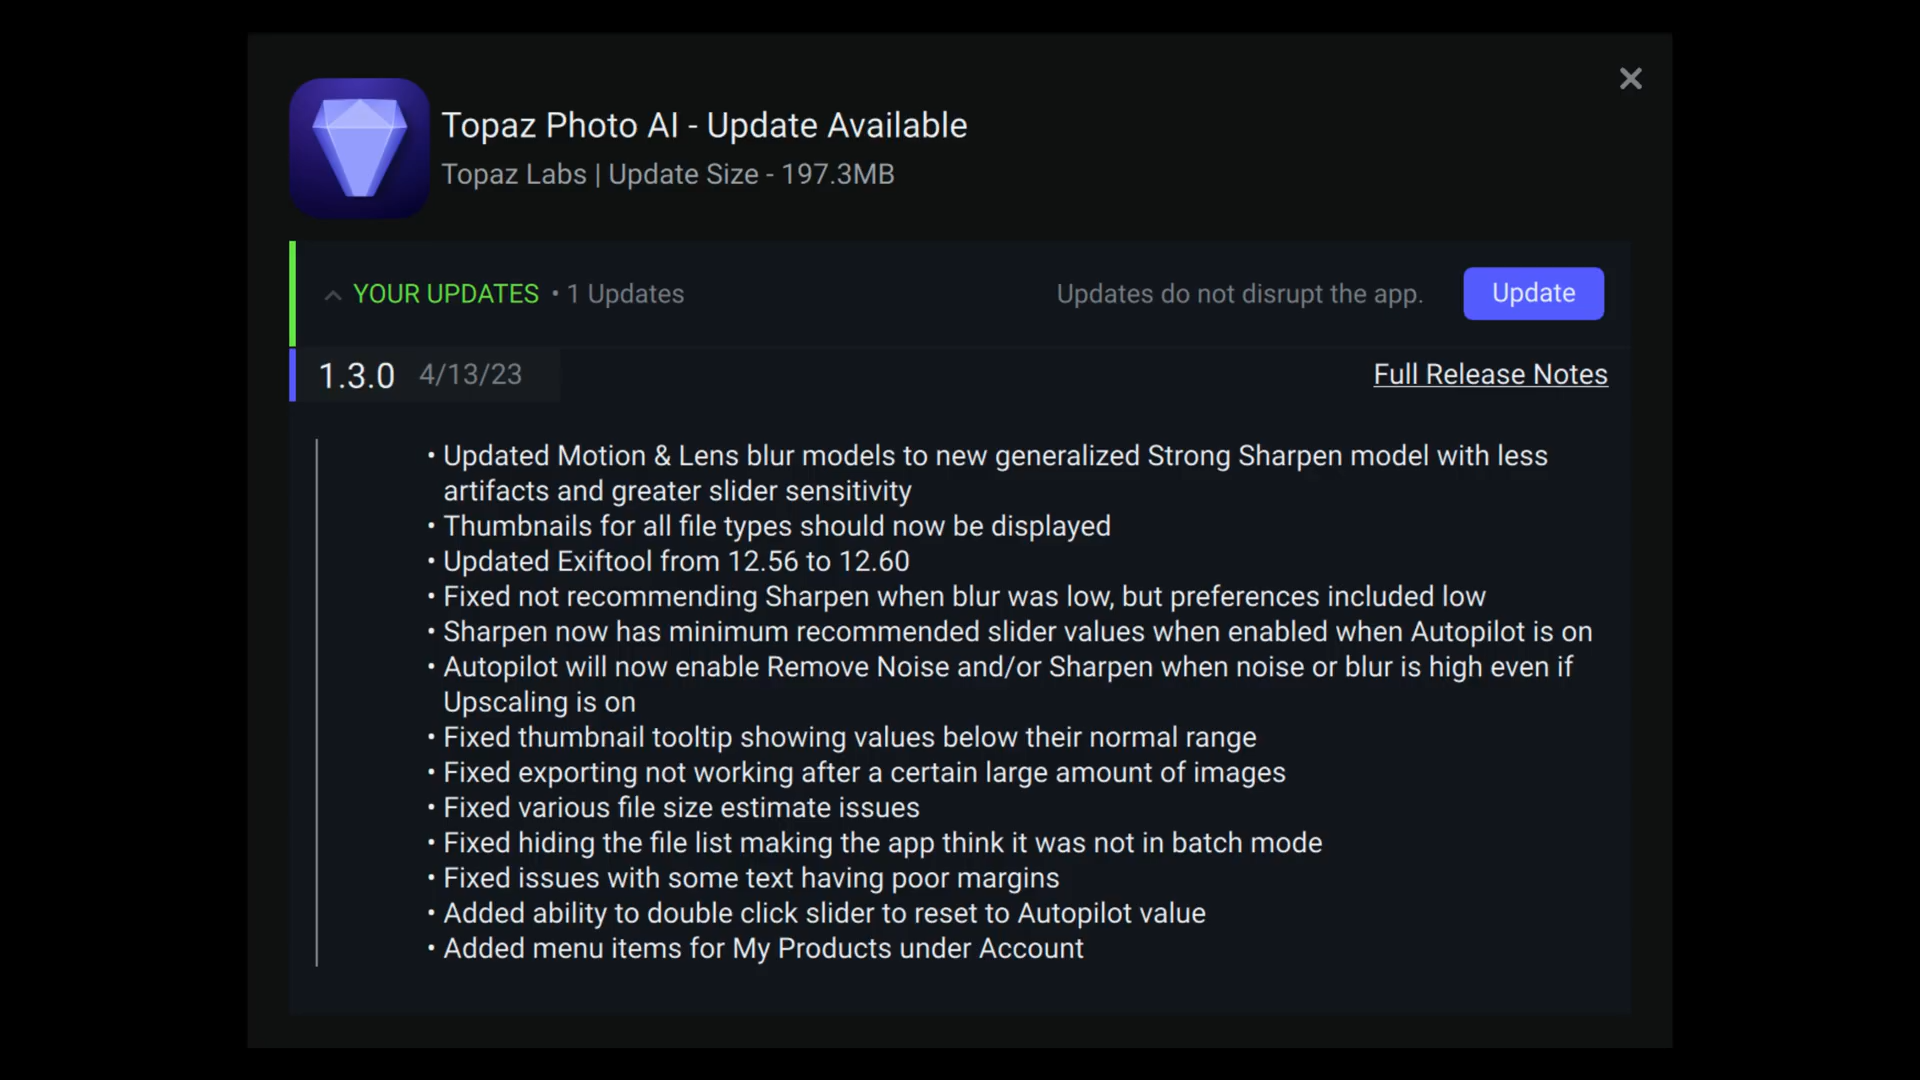 Topaz Photo AI - Update Available
Topaz Labs | Update Size - 197.3MB
YOUR UPDATES • 1 Updates
Updates do not disrupt the app.
Update
1.3.0 4/13/23
Full Release Notes
• Updated Motion & Lens blur models to new generalized Strong Sharpen model with less
artifacts and greater slider sensitivity
• Thumbnails for all file types should now be displayed
• Updated Exiftool from 12.56 to 12.60
• Fixed not recommending Sharpen when blur was low, but preferences included low
• Sharpen now has minimum recommended slider values when enabled when Autopilot is on
• Autopilot will now enable Remove Noise and/or Sharpen when noise or blur is high even if
Upscaling is on
• Fixed thumbnail tooltip showing values below their normal range
• Fixed exporting not working after a certain large amount of images
• Fixed various file size estimate issues
• Fixed hiding the file list making the app think it was not in batch mode
• Fixed issues with some text having poor margins
• Added ability to double click slider to reset to Autopilot value
• Added menu items for My Products under Account